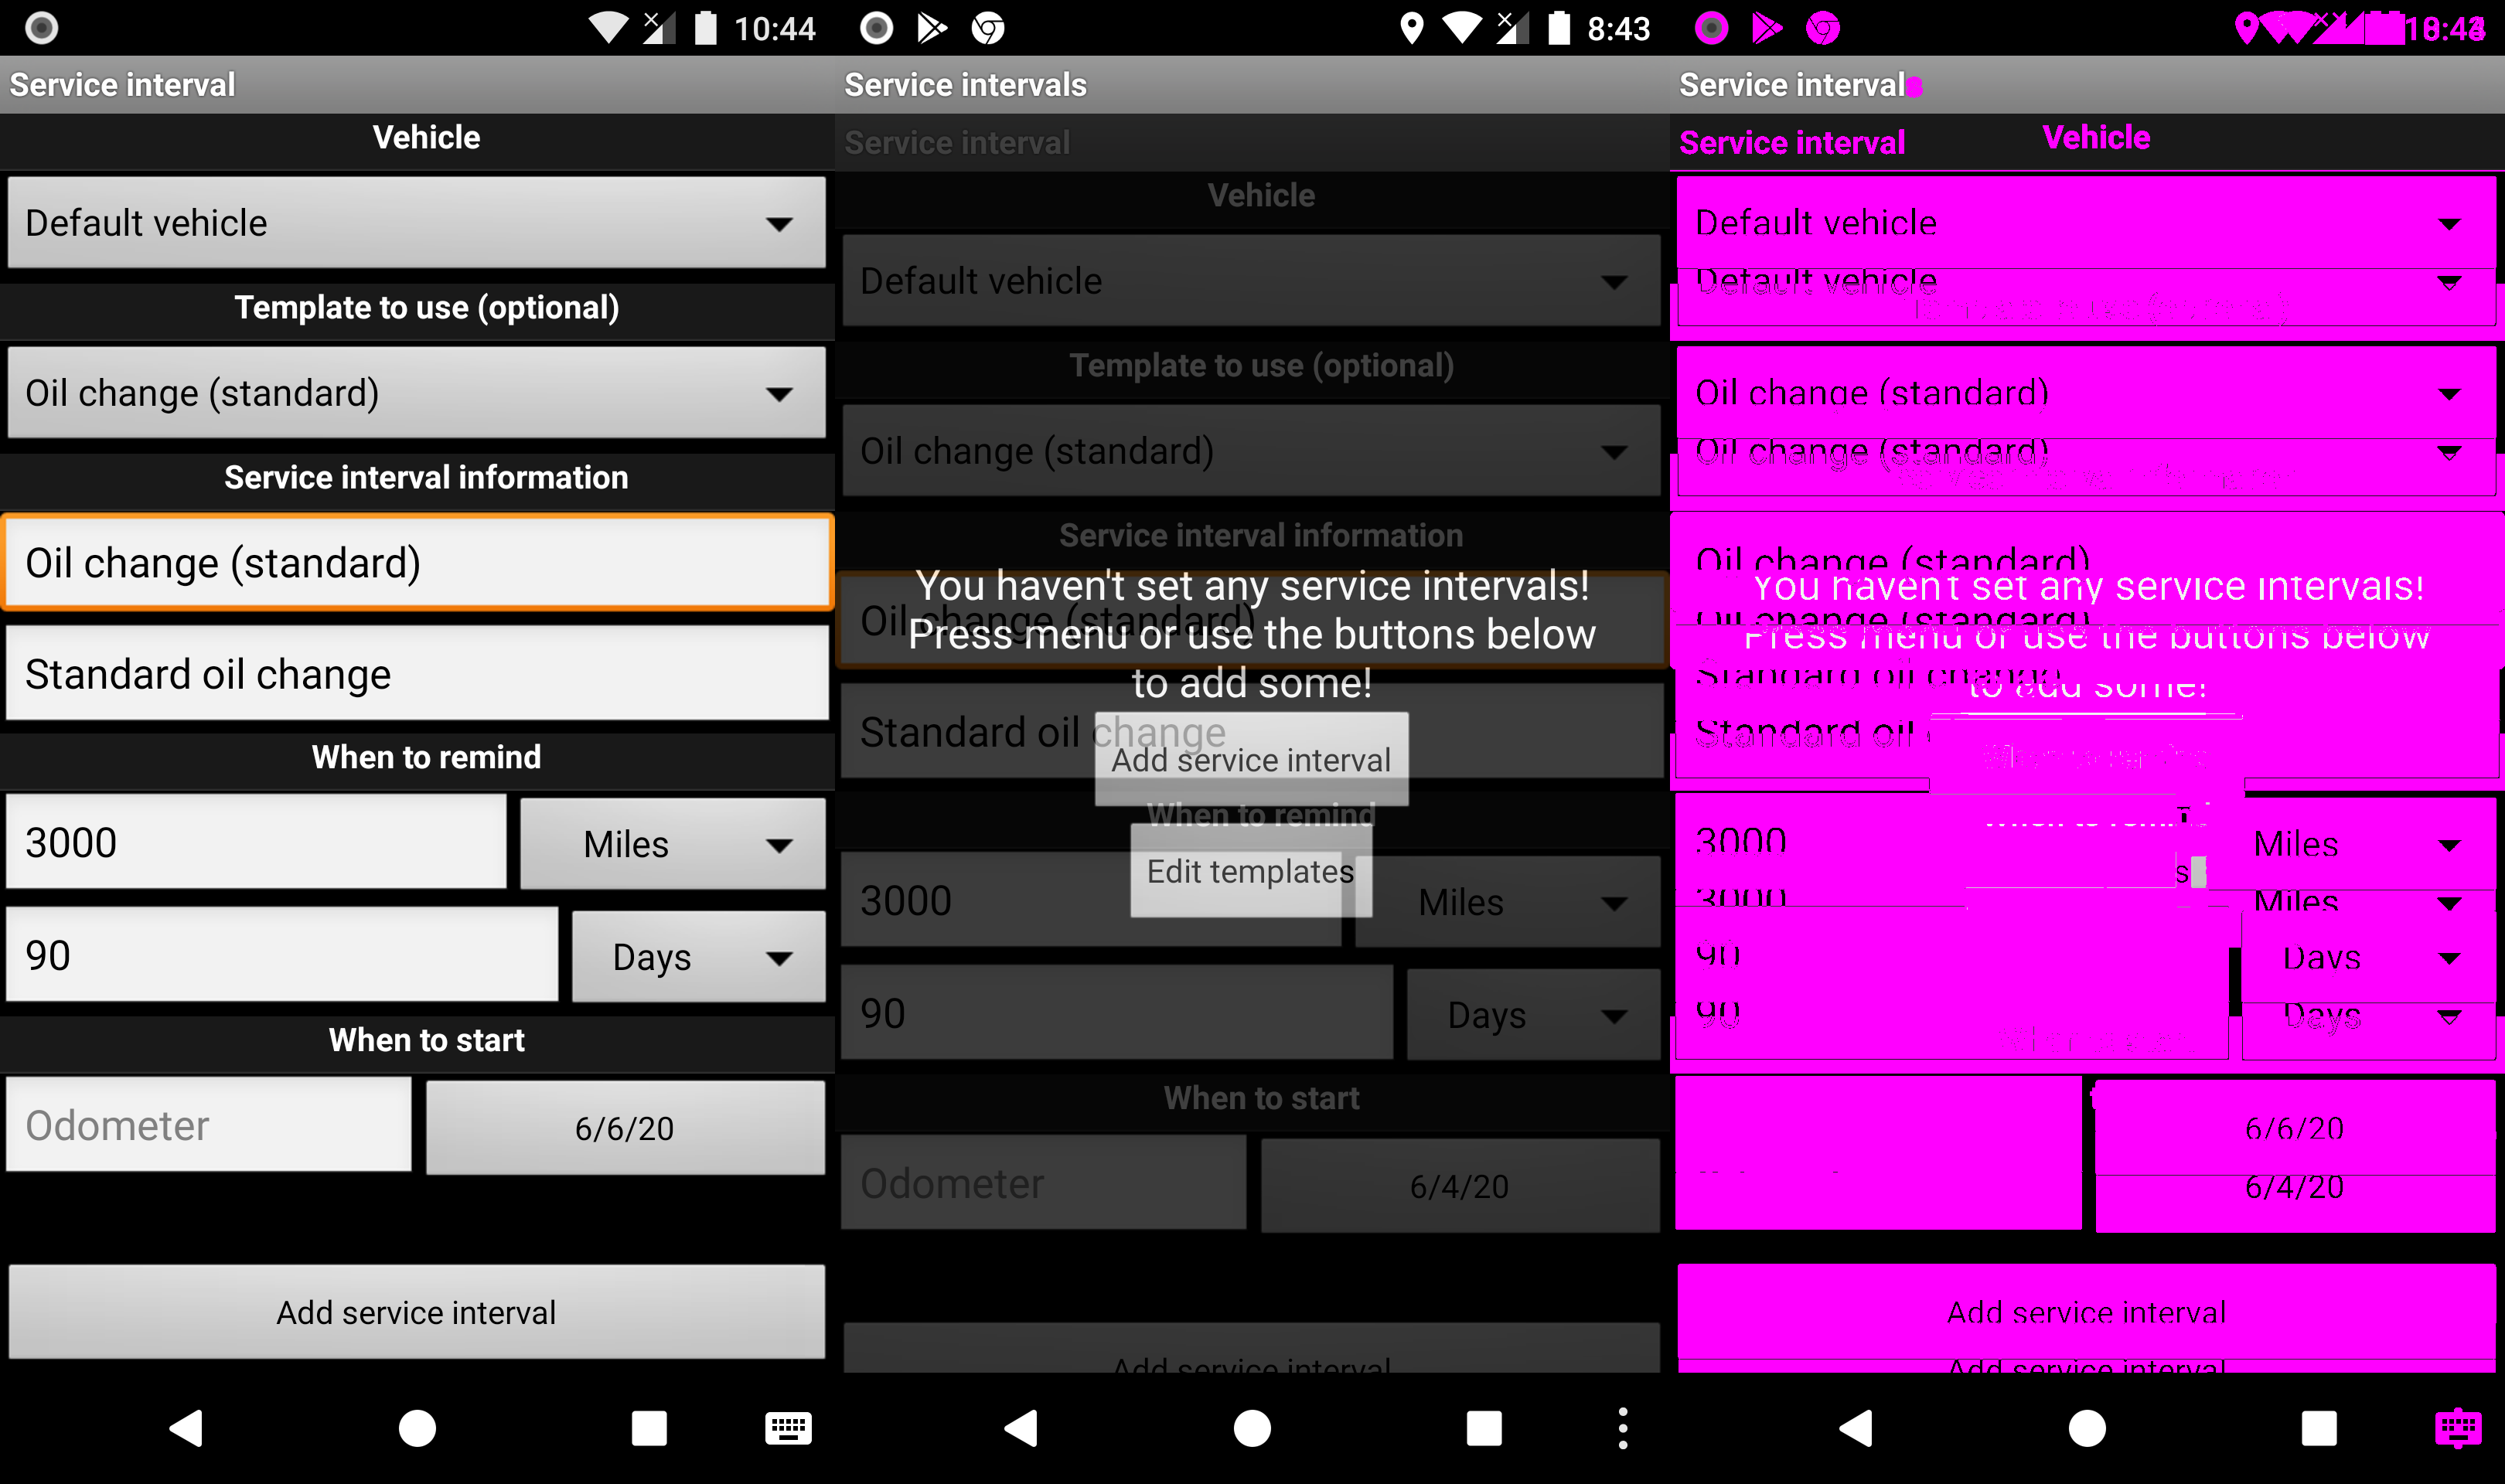 10:44
Service interval
Vehicle
Default vehicle
Template to use (optional)
Oil change (standard)
Service interval information
Oil change (standard)
Standard oil change
When to remind
3000
Miles
90
Days
When to start
Odometer
6/6/20
Add service interval
8:43
Service intervals
Service interval
Vehicle
Default vehicle
Template to use (optional)
Oil change (standard)
Service interval information
You haven't set any service intervals!
Oil change (standard)
Press menu or use the buttons below
to add some!
Standard oil change
Add service interval
When to remind
Edit templates
3000
Miles
90
Days
When to start
Odometer
6/4/20
Add service interval
Service intervals
Service interval
Vehicle
Default vehicle
Default vehicle
Oil change (standard)
Oil change (standard)
Oil change (standard)
You haven't set any service intervals!
Oil change (standard)
Press menu or use the buttons below
Standard oil change
to add some!
Standard oil
3000
Miles
3000
Miles
90
Days
90
Days
6/6/20
6/4/20
Add service interval
Add service interval